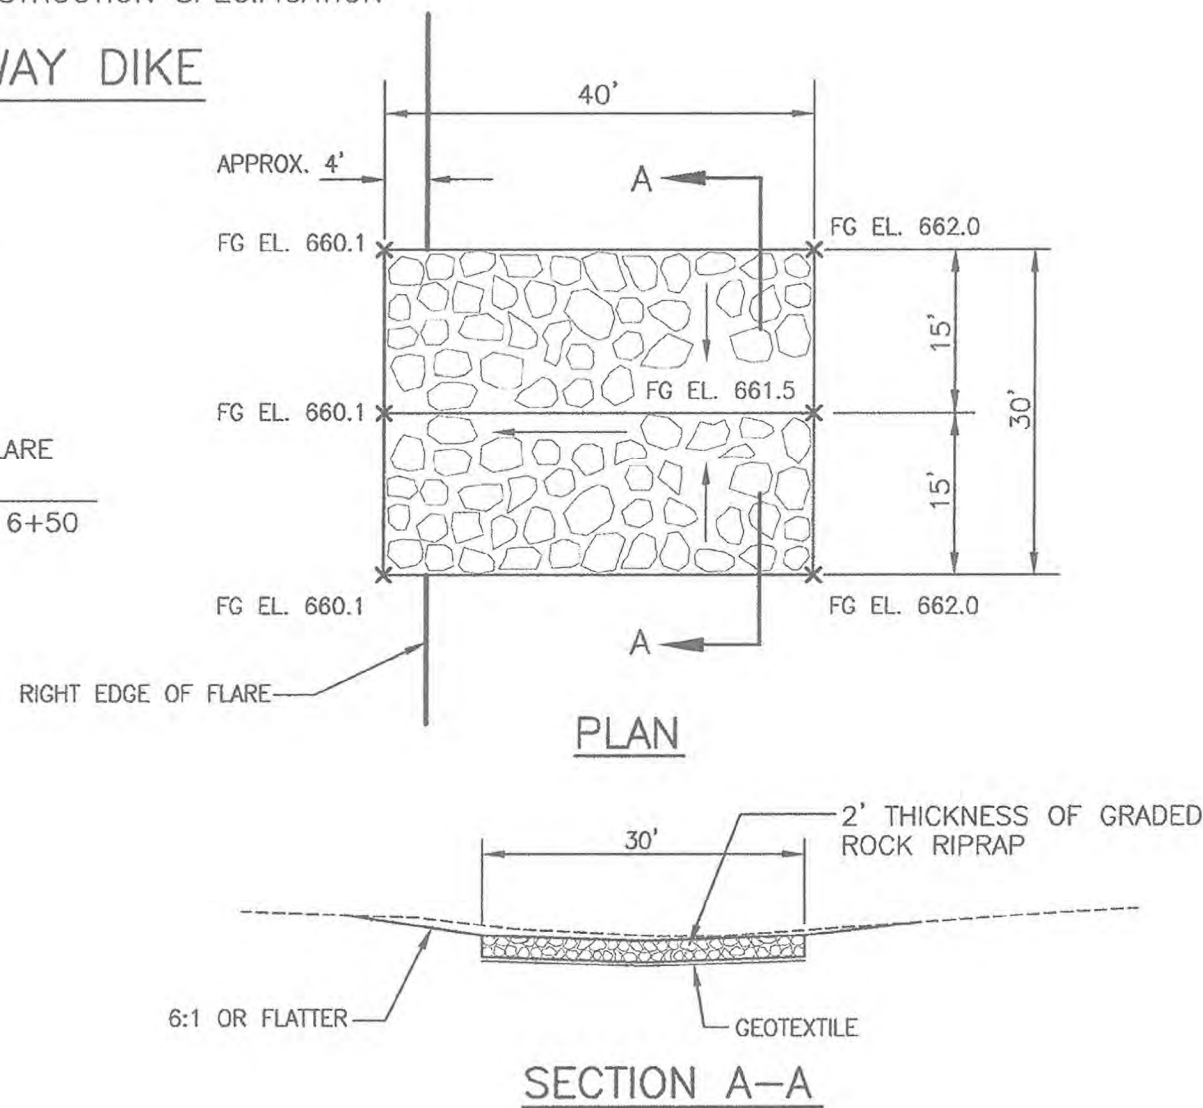 WAY DIKE
40'
APPROX. 4'
A
FG EL. 660.1
FG EL. 662.0
15'
FG EL. 661.5
FG EL. 660.1
30'
15'
6+50
FG EL. 660.1
FG EL. 662.0
A
RIGHT EDGE OF FLARE
PLAN
2' THICKNESS OF GRADED
ROCK RIPRAP
30'
6:1 OR FLATTER
GEOTEXTILE
SECTION A-A